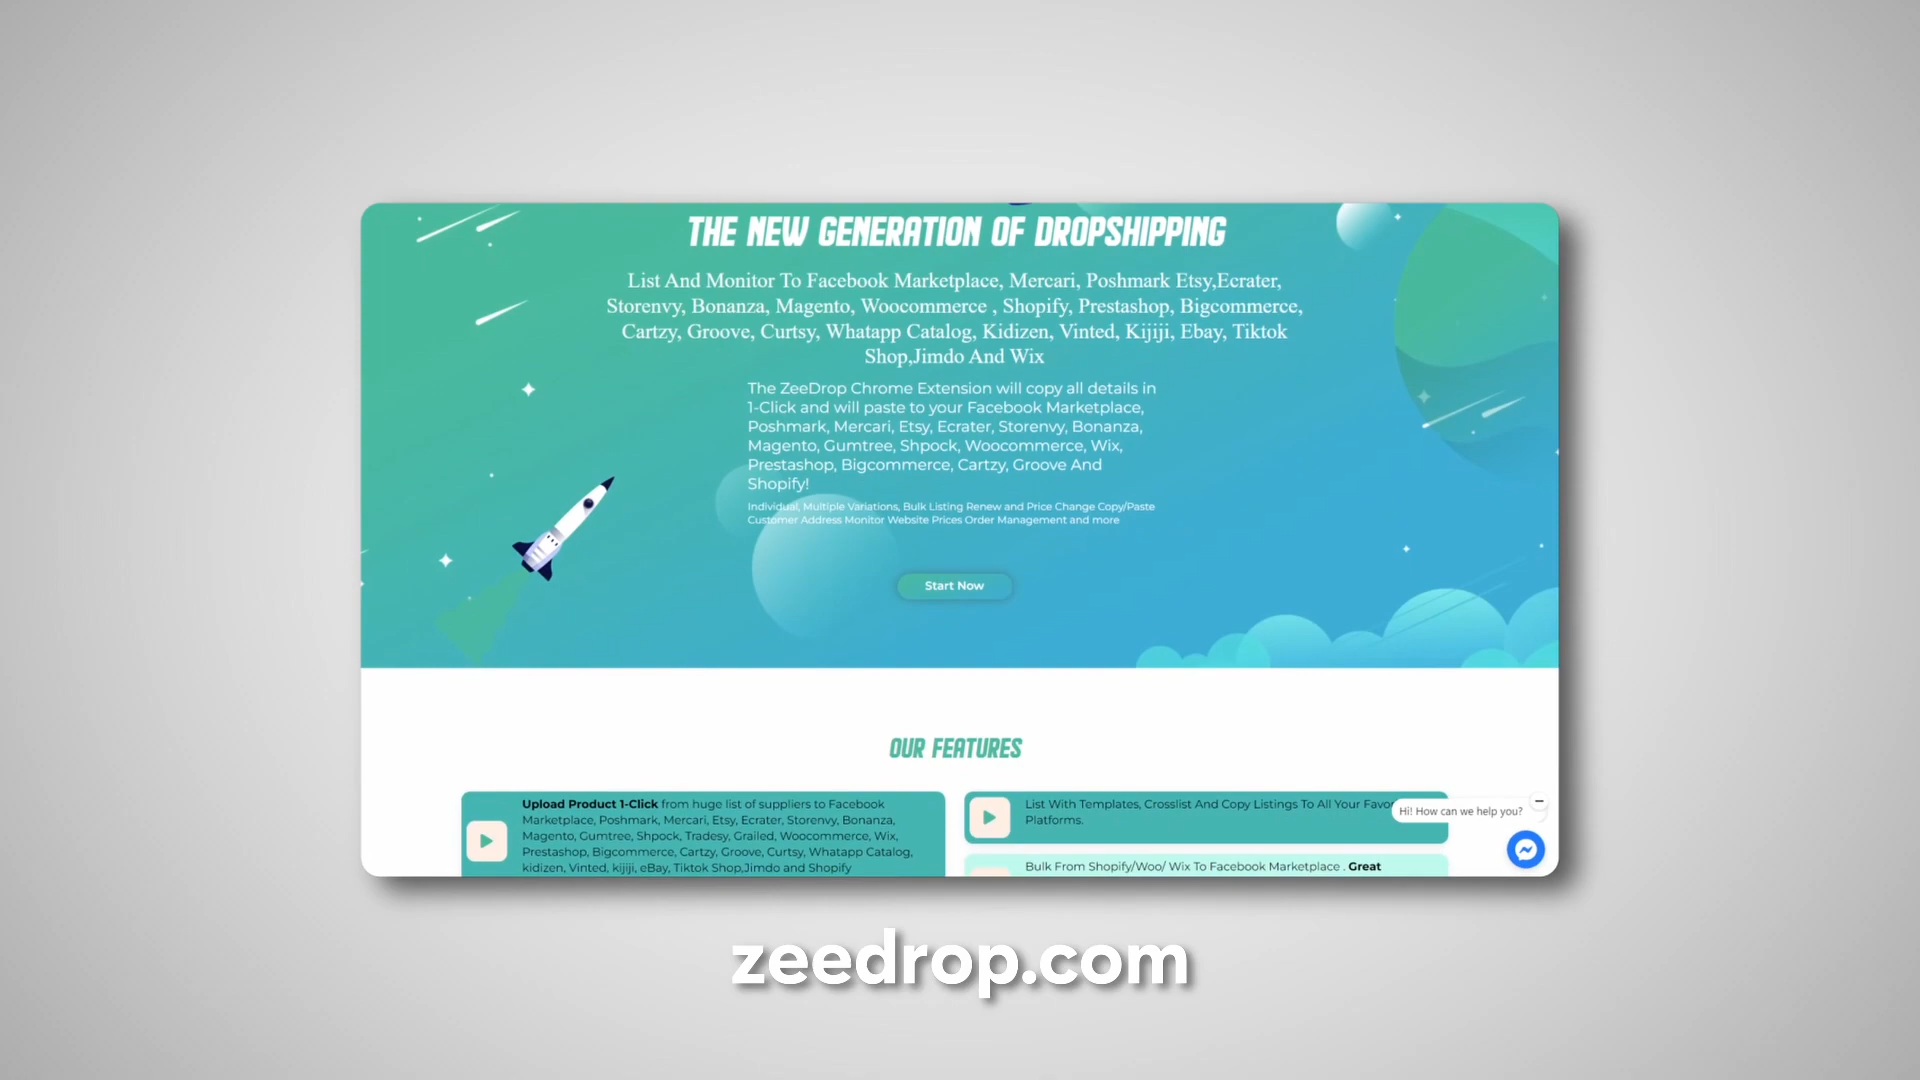 THE NEW GENERATION OF DROPSHIPPING
List And Monitor To Facebook Marketplace, Mercari, Poshmark Etsy,Ecrater,
Storenvy, Bonanza, Magento, Woocommerce , Shopify, Prestashop, Bigcommerce,
Cartzy, Groove, Curtsy, Whatapp Catalog, Kidizen, Vinted, Kijiji, Ebay, Tiktok
Shop,Jimdo And Wix
The ZeeDrop Chrome Extension will copy all details in
1-Click and will paste to your Facebook Marketplace,
Poshmark, Mercari, Etsy, Ecrater, Storenvy, Bonanza,
Magento, Gumtree, Shpock, Woocommerce, Wix,
Prestashop, Bigcommerce, Cartzy, Groove And
Shopify!
Individual, Multiple Variations, Bulk Listing Renew and Price Change Copy/Paste
Customer Address Monitor Website Prices Order Management and more
Start Now
OUR FEATURES
Upload Product 1-Click from huge list of suppliers to Facebook
Marketplace, Poshmark, Mercari, Etsy, Ecrater, Storenvy, Bonanza,
Magento, Gumtree, Shpock, Tradesy, Grailed, Woocommerce, Wix,
Prestashop, Bigcommerce, Cartzy, Groove, Curtsy, Whatapp Catalog,
kidizen, Vinted, kijiji, eBay, Tiktok Shop,Jimdo and Shopify
List With Templates, Crosslist And Copy Listings To All Your Favo
Platforms.
Hi! How can we help you?
Bulk From Shopify/Woo/ Wix To Facebook Marketplace . Great
zeedrop.com